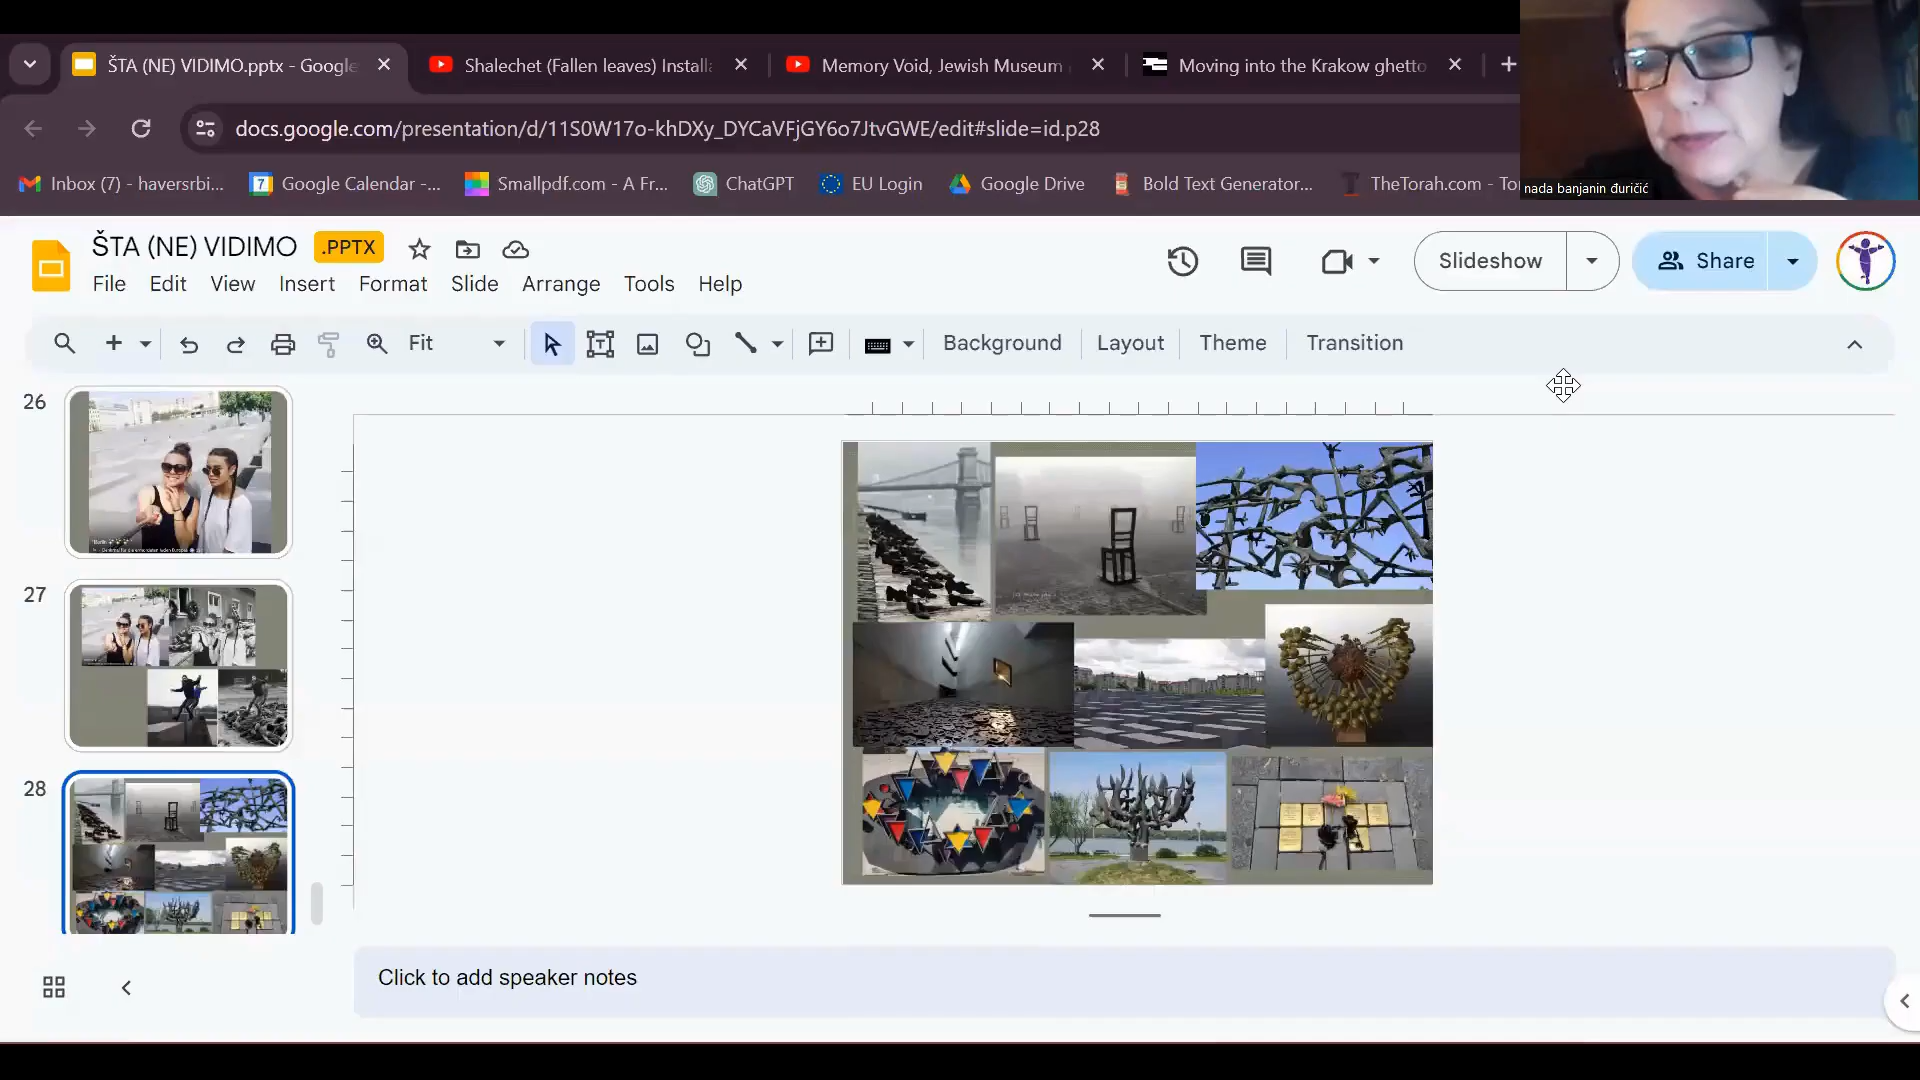 ŠTA (NE) VIDIMO.pptx - Google
Shalechet (Fallen leaves) Installa
Memory Void, Jewish Museum
Moving into the Krakow ghetto
docs.google.com/presentation/d/11S0W17o-khDXy_DYCaVFjGY6o7JtvGWE/edit#slide=id.p28
Inbox (7) - haversrbi...
Google Calendar -...
Smallpdf.com - A Fr...
ChatGPT
EU Login
Google Drive
Bold Text Generator...
TheTorah.com - To
nada banjanin đuričić
ŠTA (NE) VIDIMO
.PPTX
File Edit View Insert Format Slide Arrange Tools Help
Slideshow
Share
Fit
Background
Layout
Theme
Transition
26
27
28
Click to add speaker notes